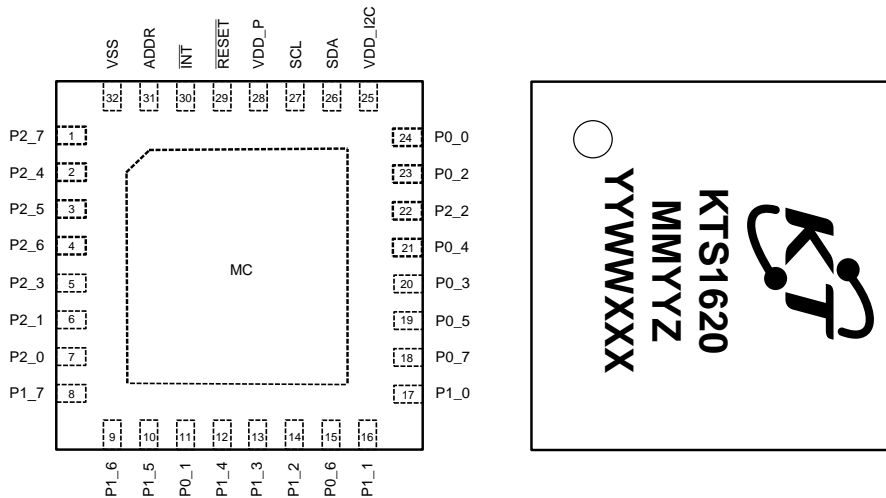 VSS ADDR INT RESET VDD_P SCL SDA VDD_I2C
32 31 30 29 28 27 26 25
P2_7 1 24 P0_0
P2_4 2 23 P0_2
P2_5 3 22 P2_2
P2_6 4 21 P0_4
MC
P2_3 5 20 P0_3
P2_1 6 19 P0_5
P2_0 7 18 P0_7
P1_7 8 17 P1_0
9 10 11 12 13 14 15 16
P1_6 P1_5 P0_1 P1_4 P1_3 P1_2 P0_6 P1_1
KT
KTS1620
MMYYZ
YYWWXXX